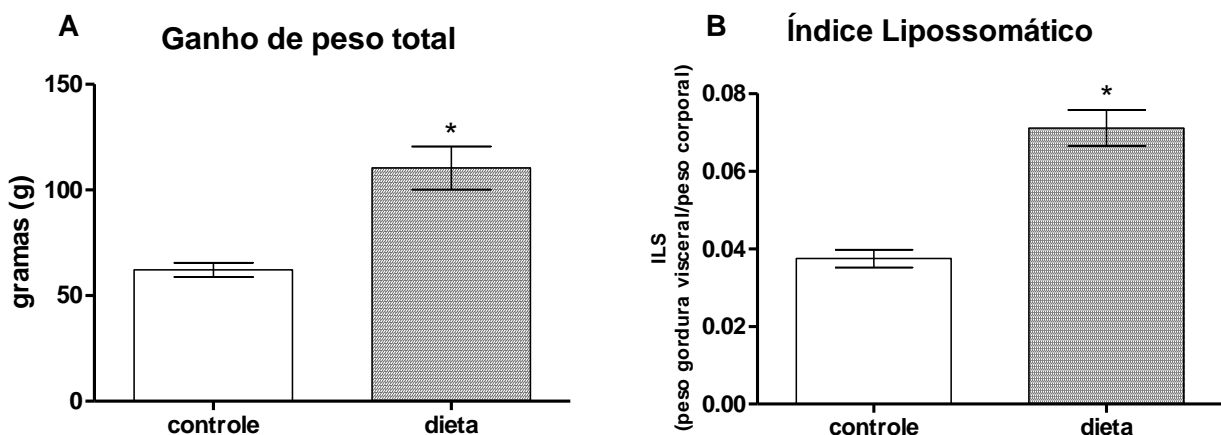 A
Ganho de peso total
gramas (g)
150
100
50
0
*
controle
dieta
B
Índice Lipossomático
ILS
(peso gordura visceral/peso corporal)
0.08
0.06
0.04
0.02
0.00
*
controle
dieta